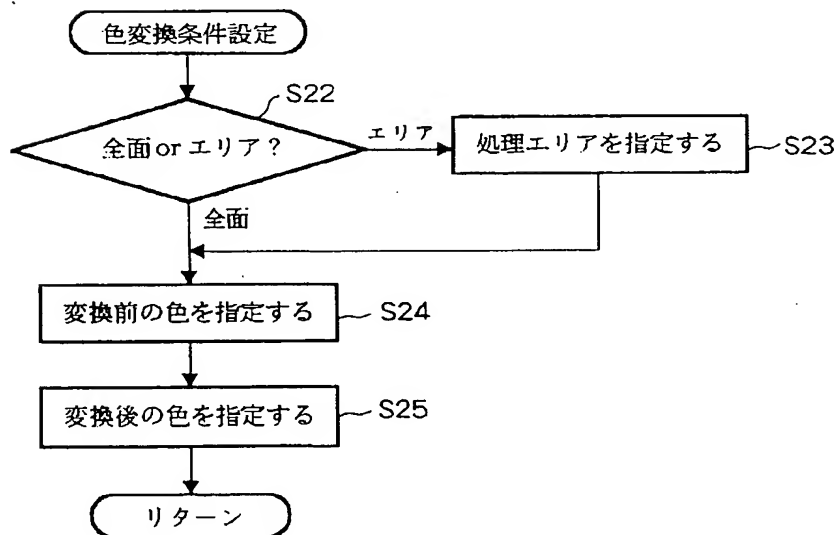 色変換条件設定
S22
全面orエリア?
エリア
処理エリアを指定する
S23
全面
変換前の色を指定する
S24
変換後の色を指定する
S25
リターン